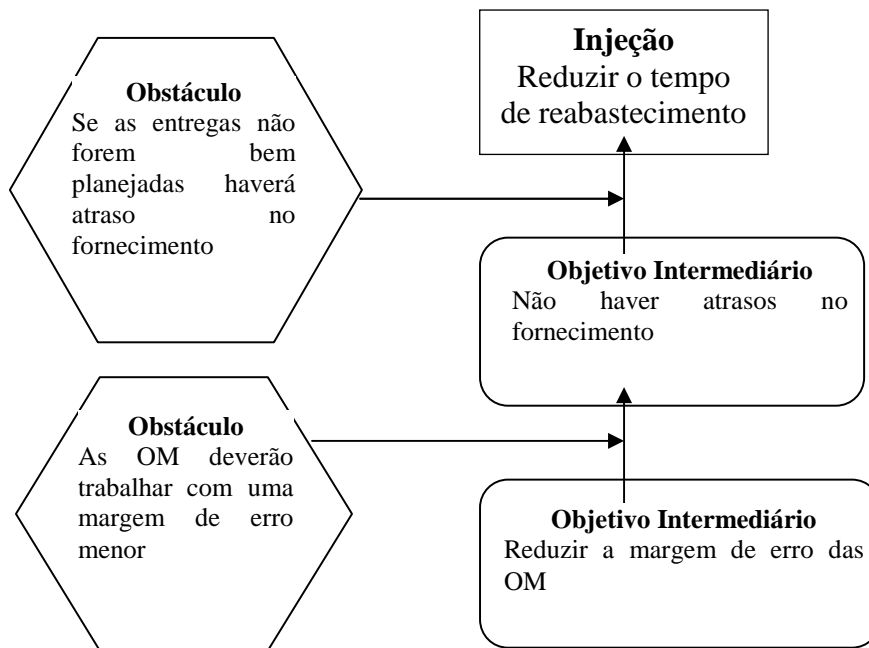 Injeção
Reduzir o tempo
de reabastecimento
Obstáculo
Se as entregas não
forem bem
planejadas haverá
atraso no
fornecimento
Objetivo Intermediário
Não haver atrasos no
fornecimento
Obstáculo
As OM deverão
trabalhar com uma
margem de erro
menor
Objetivo Intermediário
Reduzir a margem de erro das
OM